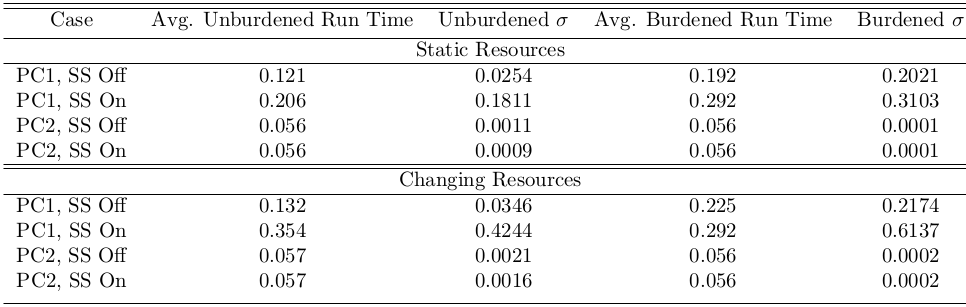 Case Avg. Unburdened Run Time Unburdened σ Avg. Burdened Run Time Burdened σ
Static Resources
PC1, SS Off 0.121 0.0254 0.192 0.2021
PC1, SS On 0.206 0.1811 0.292 0.3103
PC2, SS Off 0.056 0.0011 0.056 0.0001
PC2, SS On 0.056 0.0009 0.056 0.0001
Changing Resources
PC1, SS Off 0.132 0.0346 0.225 0.2174
PC1, SS On 0.354 0.4244 0.292 0.6137
PC2, SS Off 0.057 0.0021 0.056 0.0002
PC2, SS On 0.057 0.0016 0.056 0.0002